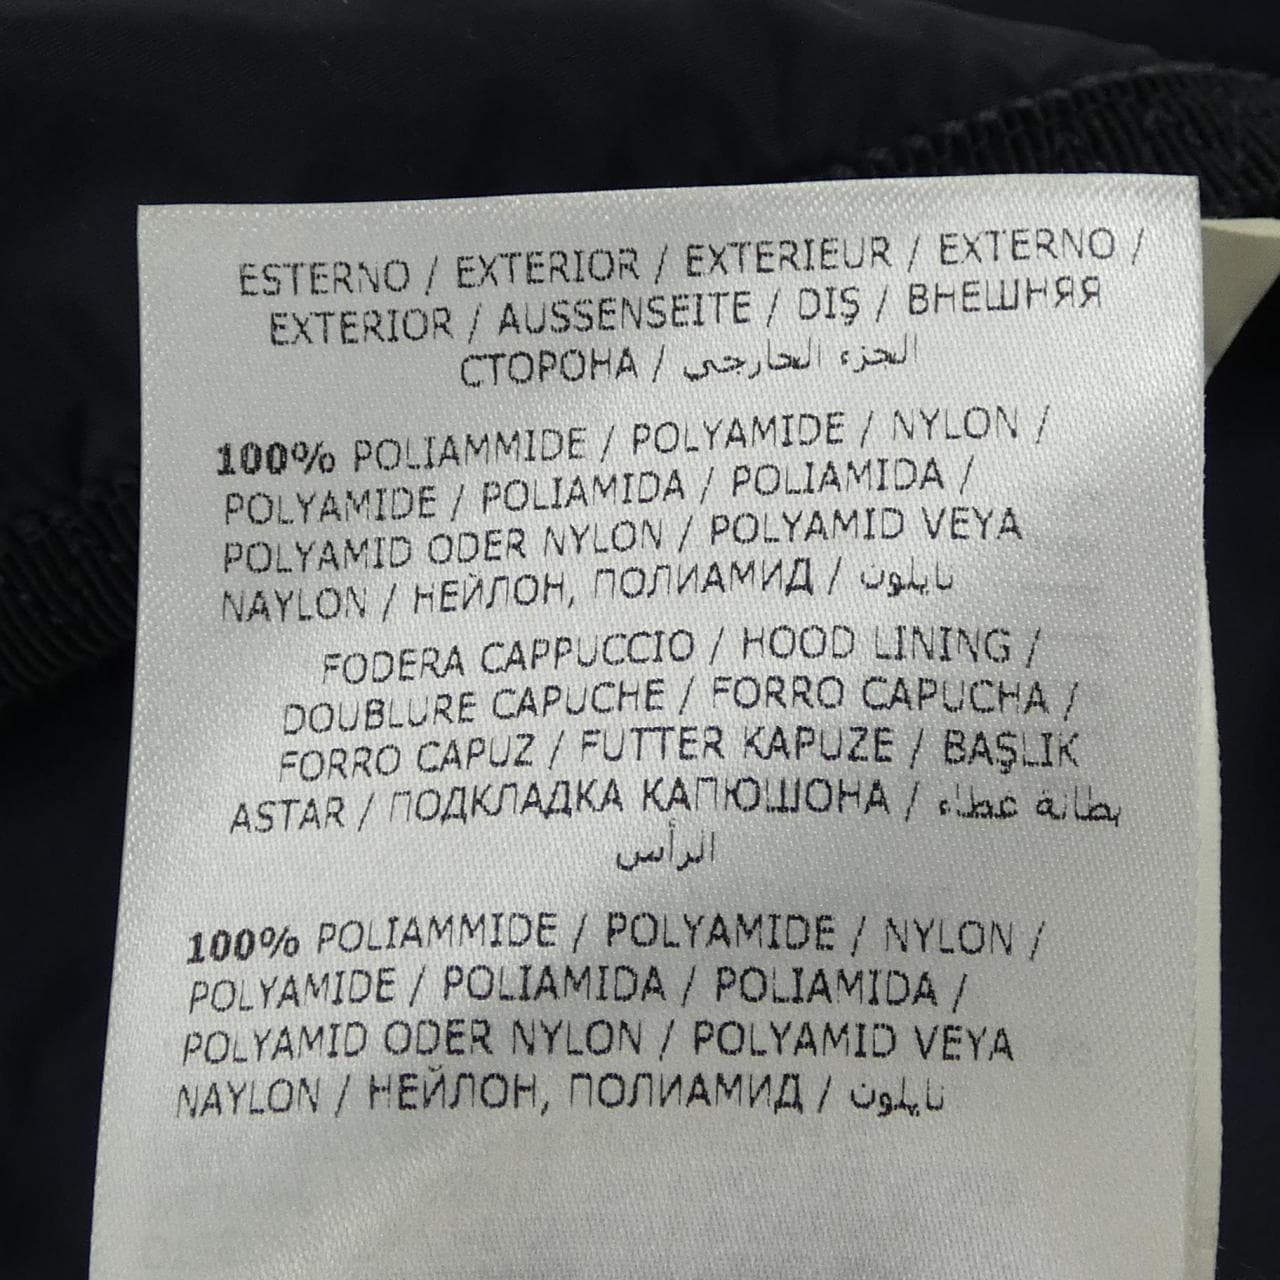 ESTERNO / EXTERIOR / EXTERIEUR / EXTERNO /
EXTERIOR / AUSSENSEITE / DIŞ / ВНЕШНЯЯ
СТОРОНА / الجزء الخارجي
100% POLIAMMIDE / POLYAMIDE / NYLON /
POLYAMIDE / POLIAMIDA / POLIAMIDA /
POLYAMID ODER NYLON / POLYAMID VEYA
NAYLON / НЕЙЛОН, ПОЛИАМИД / نايلون
FODERA CAPPUCCIO / HOOD LINING /
DOUBLURE CAPUCHE / FORRO CAPUCHA /
FORRO CAPUZ / FUTTER KAPUZE / BAŞLIK
ASTAR / ПОДКЛАДКА КАПЮШОНА / بطانة غطاء
الرأس
100% POLIAMMIDE / POLYAMIDE / NYLON /
POLYAMIDE / POLIAMIDA / POLIAMIDA /
POLYAMID ODER NYLON / POLYAMID VEYA
NAYLON / НЕЙЛОН, ПОЛИАМИД / نايلون